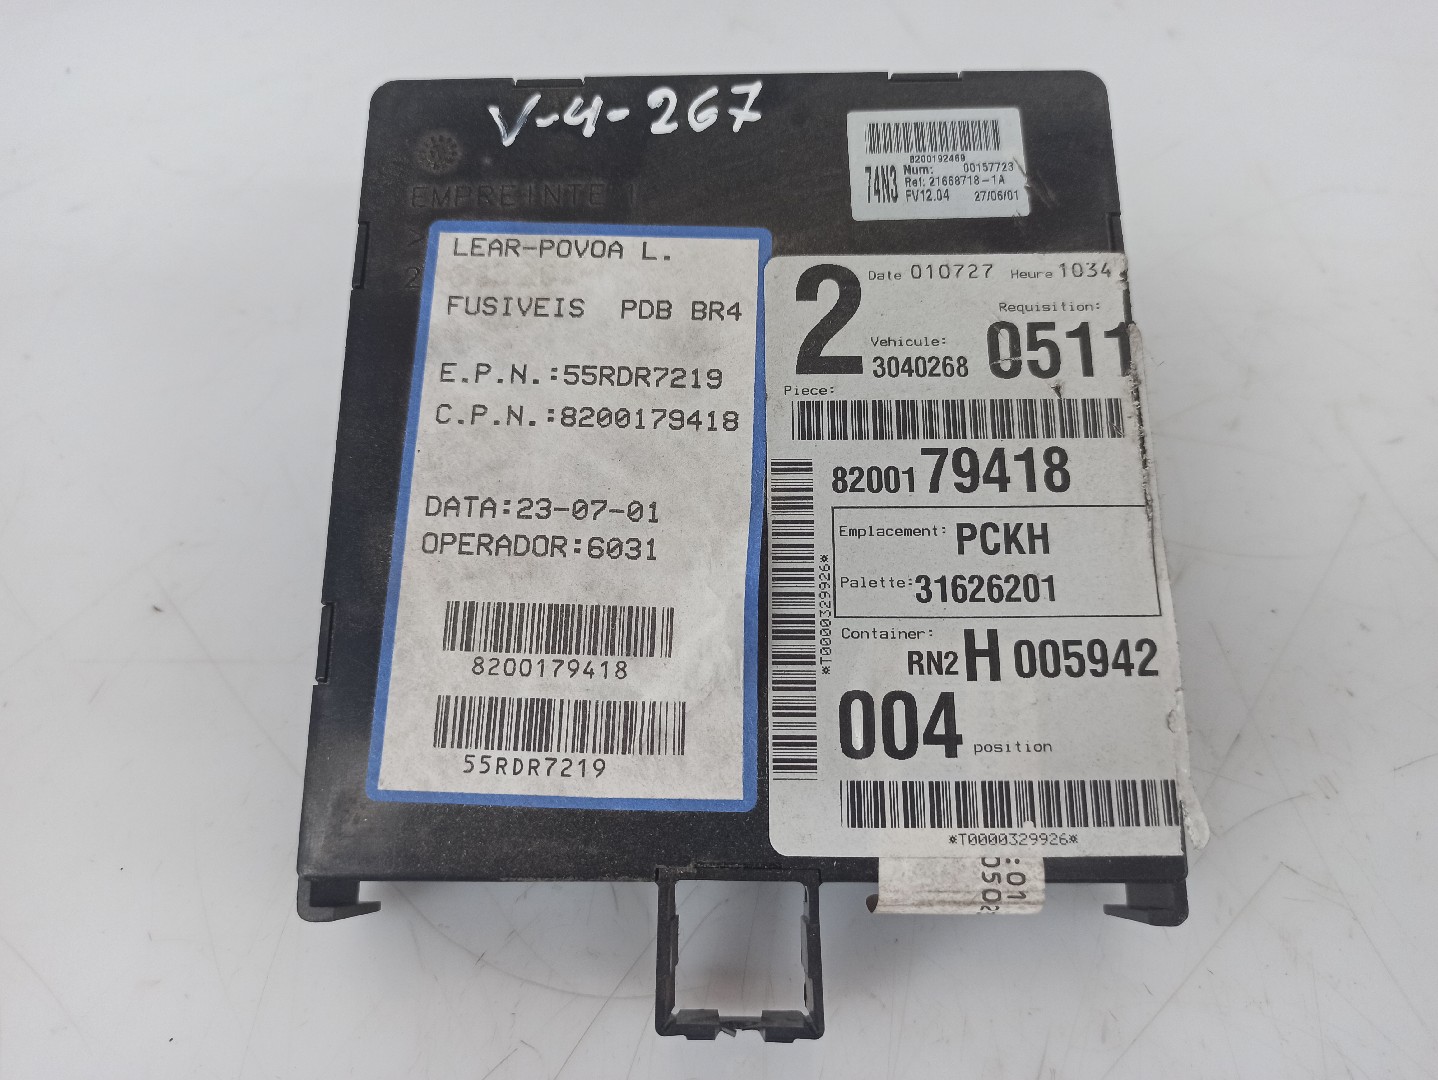 V-4-267
8200192469
74N3
Num: 00157723
Ref: 21668718-1A
FV12.04 27/06/01
EMPREINTE 1
LEAR-POVOA L.
FUSIVEIS PDB BR4
E.P.N.:55RDR7219
C.P.N.:8200179418
DATA:23-07-01
OPERADOR:6031
8200179418
55RDR7219
2
Date 010727 Heure 1034
Requisition:
Vehicule:
3040268 0511
Piece:
8200179418
Emplacement: PCKH
Palette: 31626201
Container:
RN2 H 005942
004 position
*T0000329926*
*T0000329926*
:01
0502